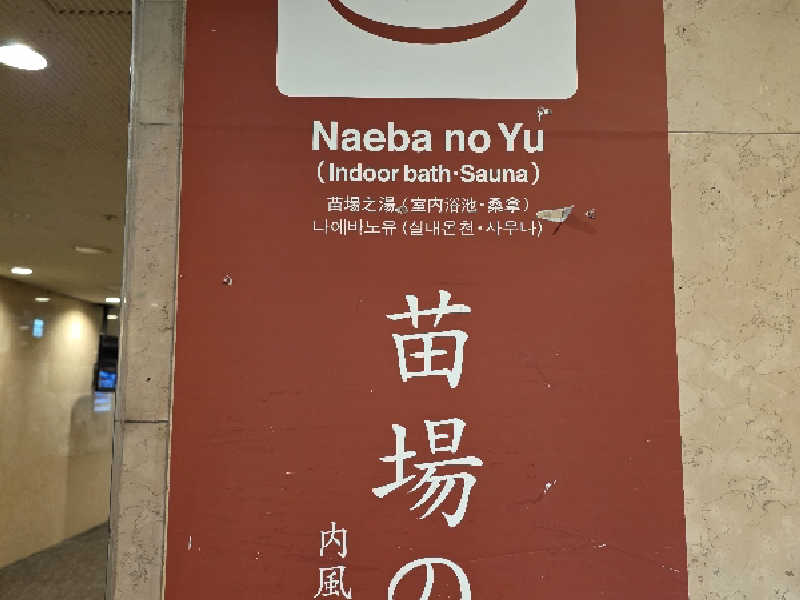 Naeba no Yu
(Indoor bath・Sauna)
苗場之湯(室内浴池・桑拿)
나에바노유 (실내온천・사우나)
苗場の
内風